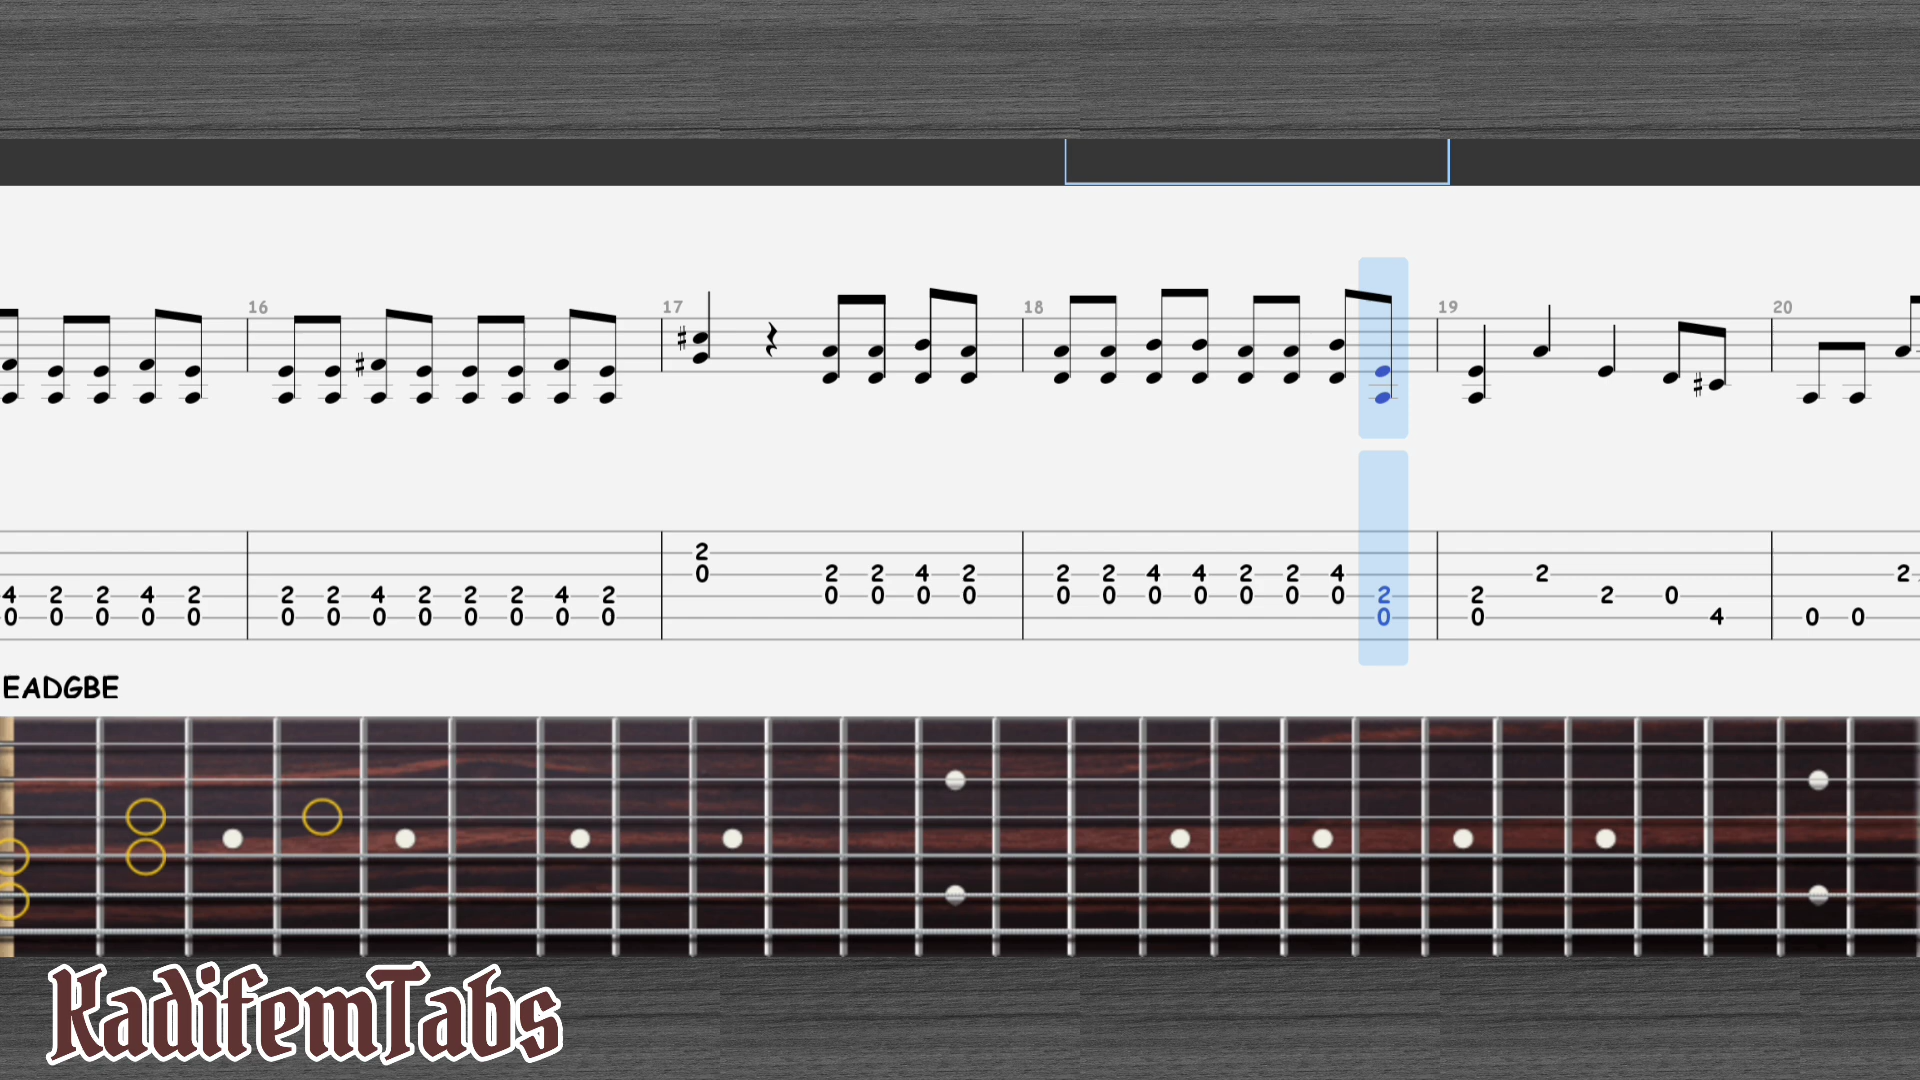 16 17 18 19 20
2 2
0 2 2 4 2 2 2 4 4 2 2 4 2
4 2 2 4 2 2 2 4 2 2 2 4 2 0 0 0 0 0 0 0 0 0 0 0 2 2 2 0
0 0 0 0 0 0 0 0 0 0 0 0 0 0 0 4 0 0
EADGBE
KadifemTabs